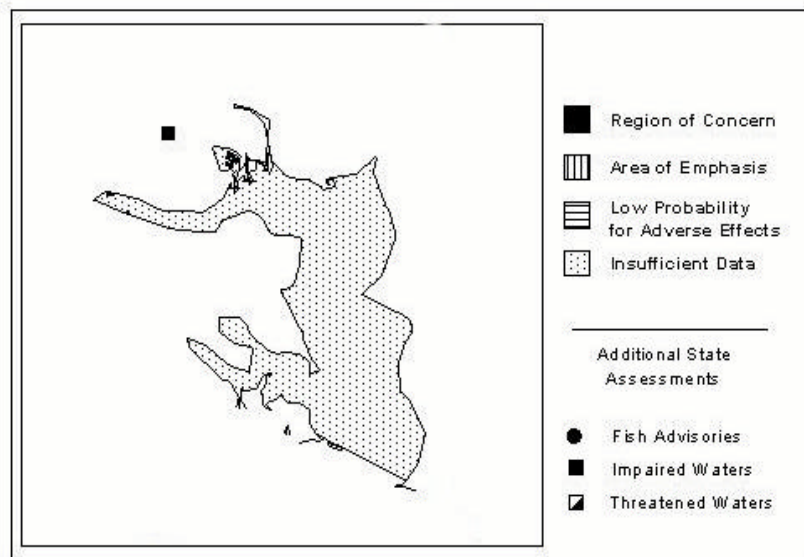 Region of Concern
Area of Emphasis
Low Probability
for Adverse Effects
Insufficient Data
Additional State
Assessments
Fish Advisories
Impaired Waters
Threatened Waters